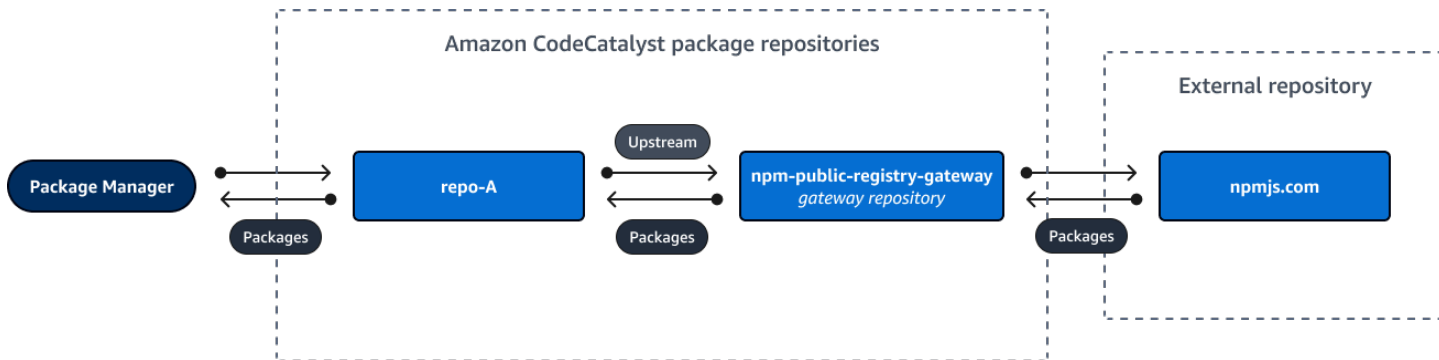 Amazon CodeCatalyst package repositories
External repository
Package Manager
repo-A
Upstream
npm-public-registry-gateway
gateway repository
npmjs.com
Packages
Packages
Packages